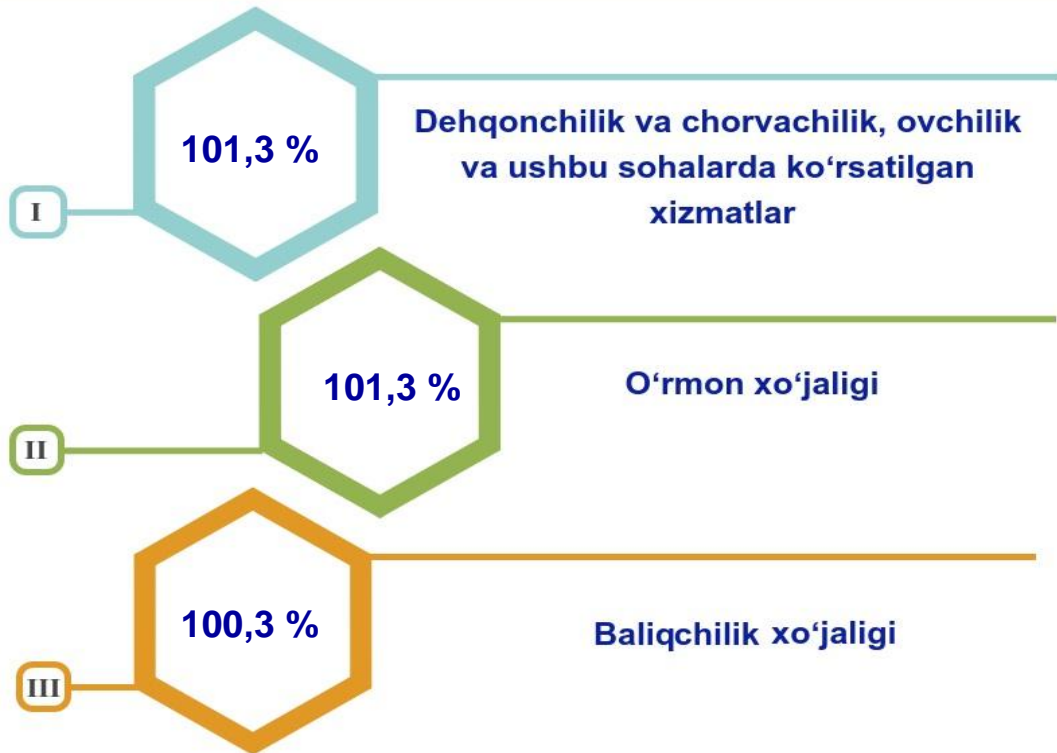 101,3 %
Dehqonchilik va chorvachilik, ovchilik
va ushbu sohalarda ko‘rsatilgan
xizmatlar
I
101,3 %
O‘rmon xo‘jaligi
II
100,3 %
Baliqchilik xo‘jaligi
III